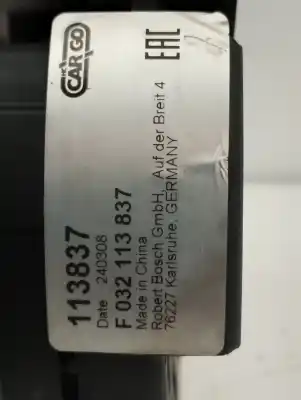 HC
CARGO
EAC
113837
Date 240308
F 032 113 837
Made in China
Robert Bosch GmbH, Auf der Breit 4
76227 Karlsruhe, GERMANY